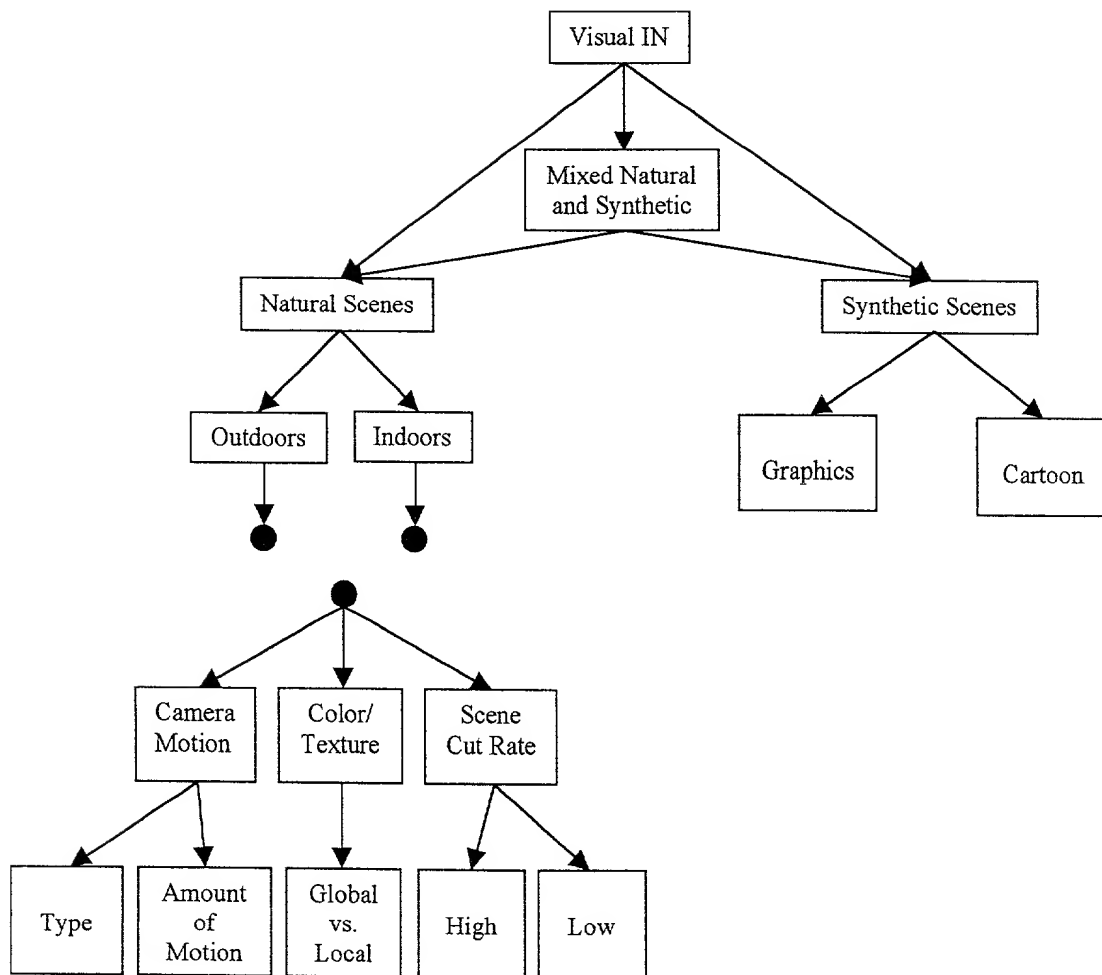 Visual IN
Mixed Natural
and Synthetic
Natural Scenes
Synthetic Scenes
Outdoors
Indoors
Graphics
Cartoon
Camera
Motion
Color/
Texture
Scene
Cut Rate
Type
Amount
of
Motion
Global
vs.
Local
High
Low